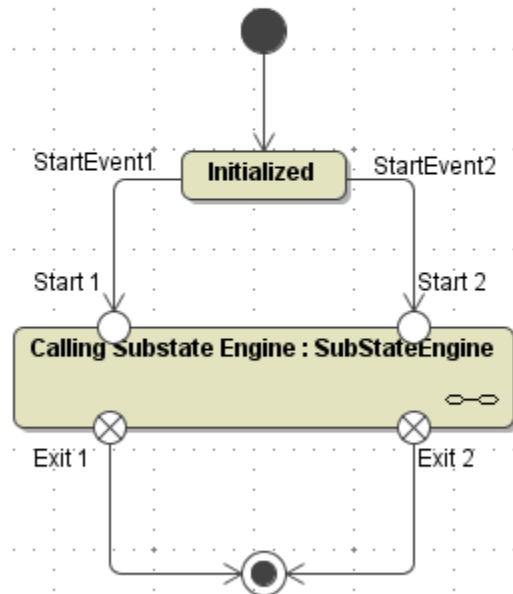 StartEvent1
Initialized
StartEvent2
Start 1
Start 2
Calling Substate Engine : SubStateEngine
Exit 1
Exit 2